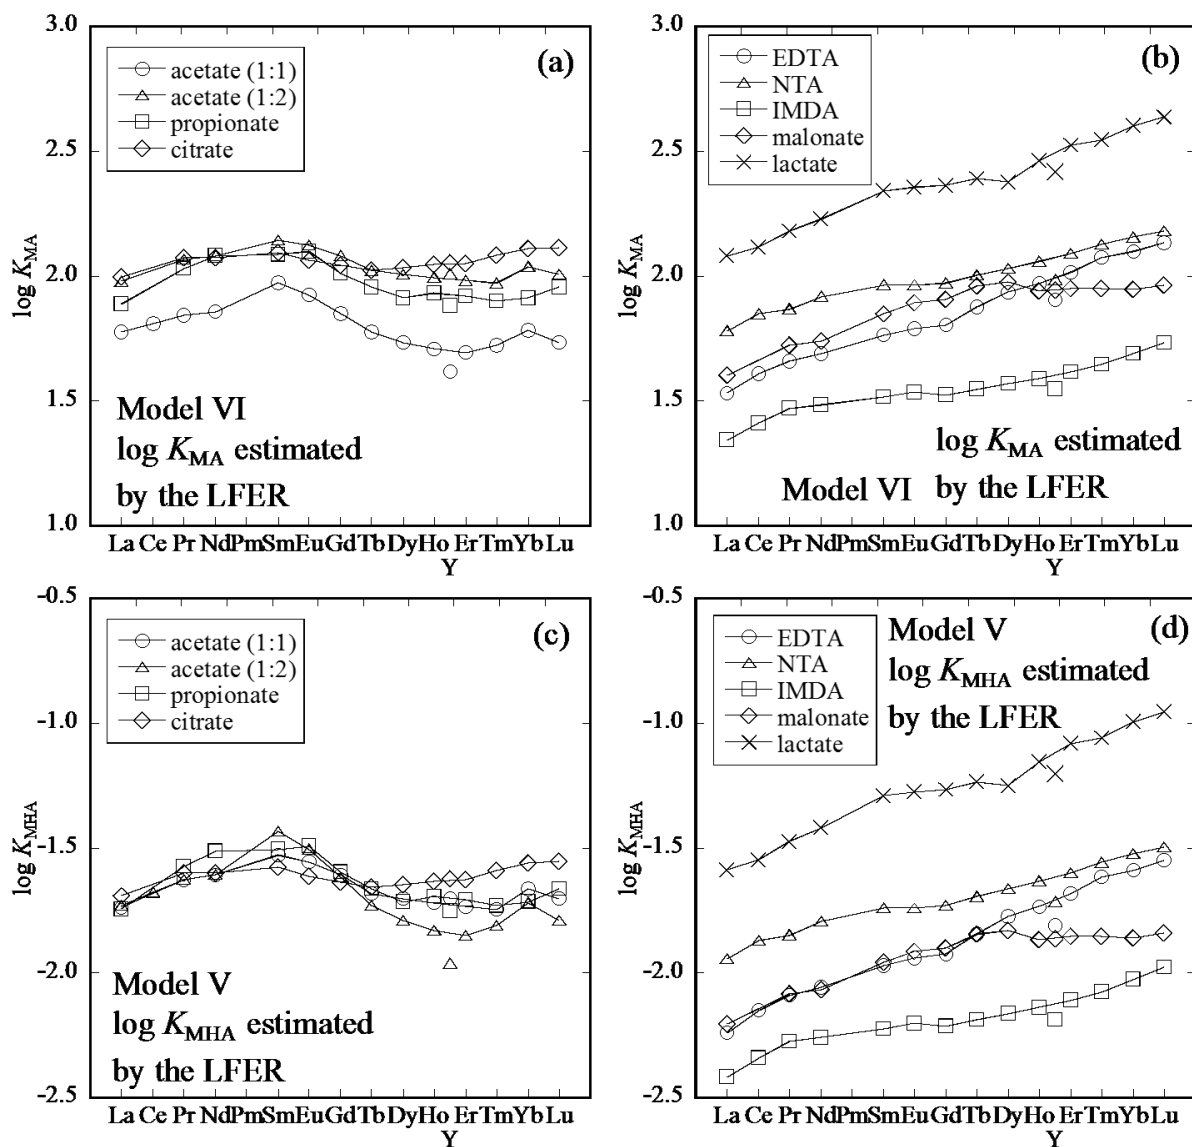 3.0
2.5
2.0
1.5
1.0
log K_MA
(a)
acetate (1:1)
acetate (1:2)
propionate
citrate
Model VI
log K_MA estimated
by the LFER
La Ce Pr Nd Pm Sm Eu Gd Tb Dy Ho Er Tm Yb Lu
Y
3.0
2.5
2.0
1.5
1.0
log K_MA
(b)
EDTA
NTA
IMDA
malonate
lactate
log K_MA estimated
Model VI by the LFER
La Ce Pr Nd Pm Sm Eu Gd Tb Dy Ho Er Tm Yb Lu
Y
-0.5
-1.0
-1.5
-2.0
-2.5
log K_MHA
(c)
acetate (1:1)
acetate (1:2)
propionate
citrate
Model V
log K_MHA estimated
by the LFER
La Ce Pr Nd Pm Sm Eu Gd Tb Dy Ho Er Tm Yb Lu
Y
-0.5
-1.0
-1.5
-2.0
-2.5
log K_MHA
(d)
EDTA
NTA
IMDA
malonate
lactate
Model V
log K_MHA estimated
by the LFER
La Ce Pr Nd Pm Sm Eu Gd Tb Dy Ho Er Tm Yb Lu
Y